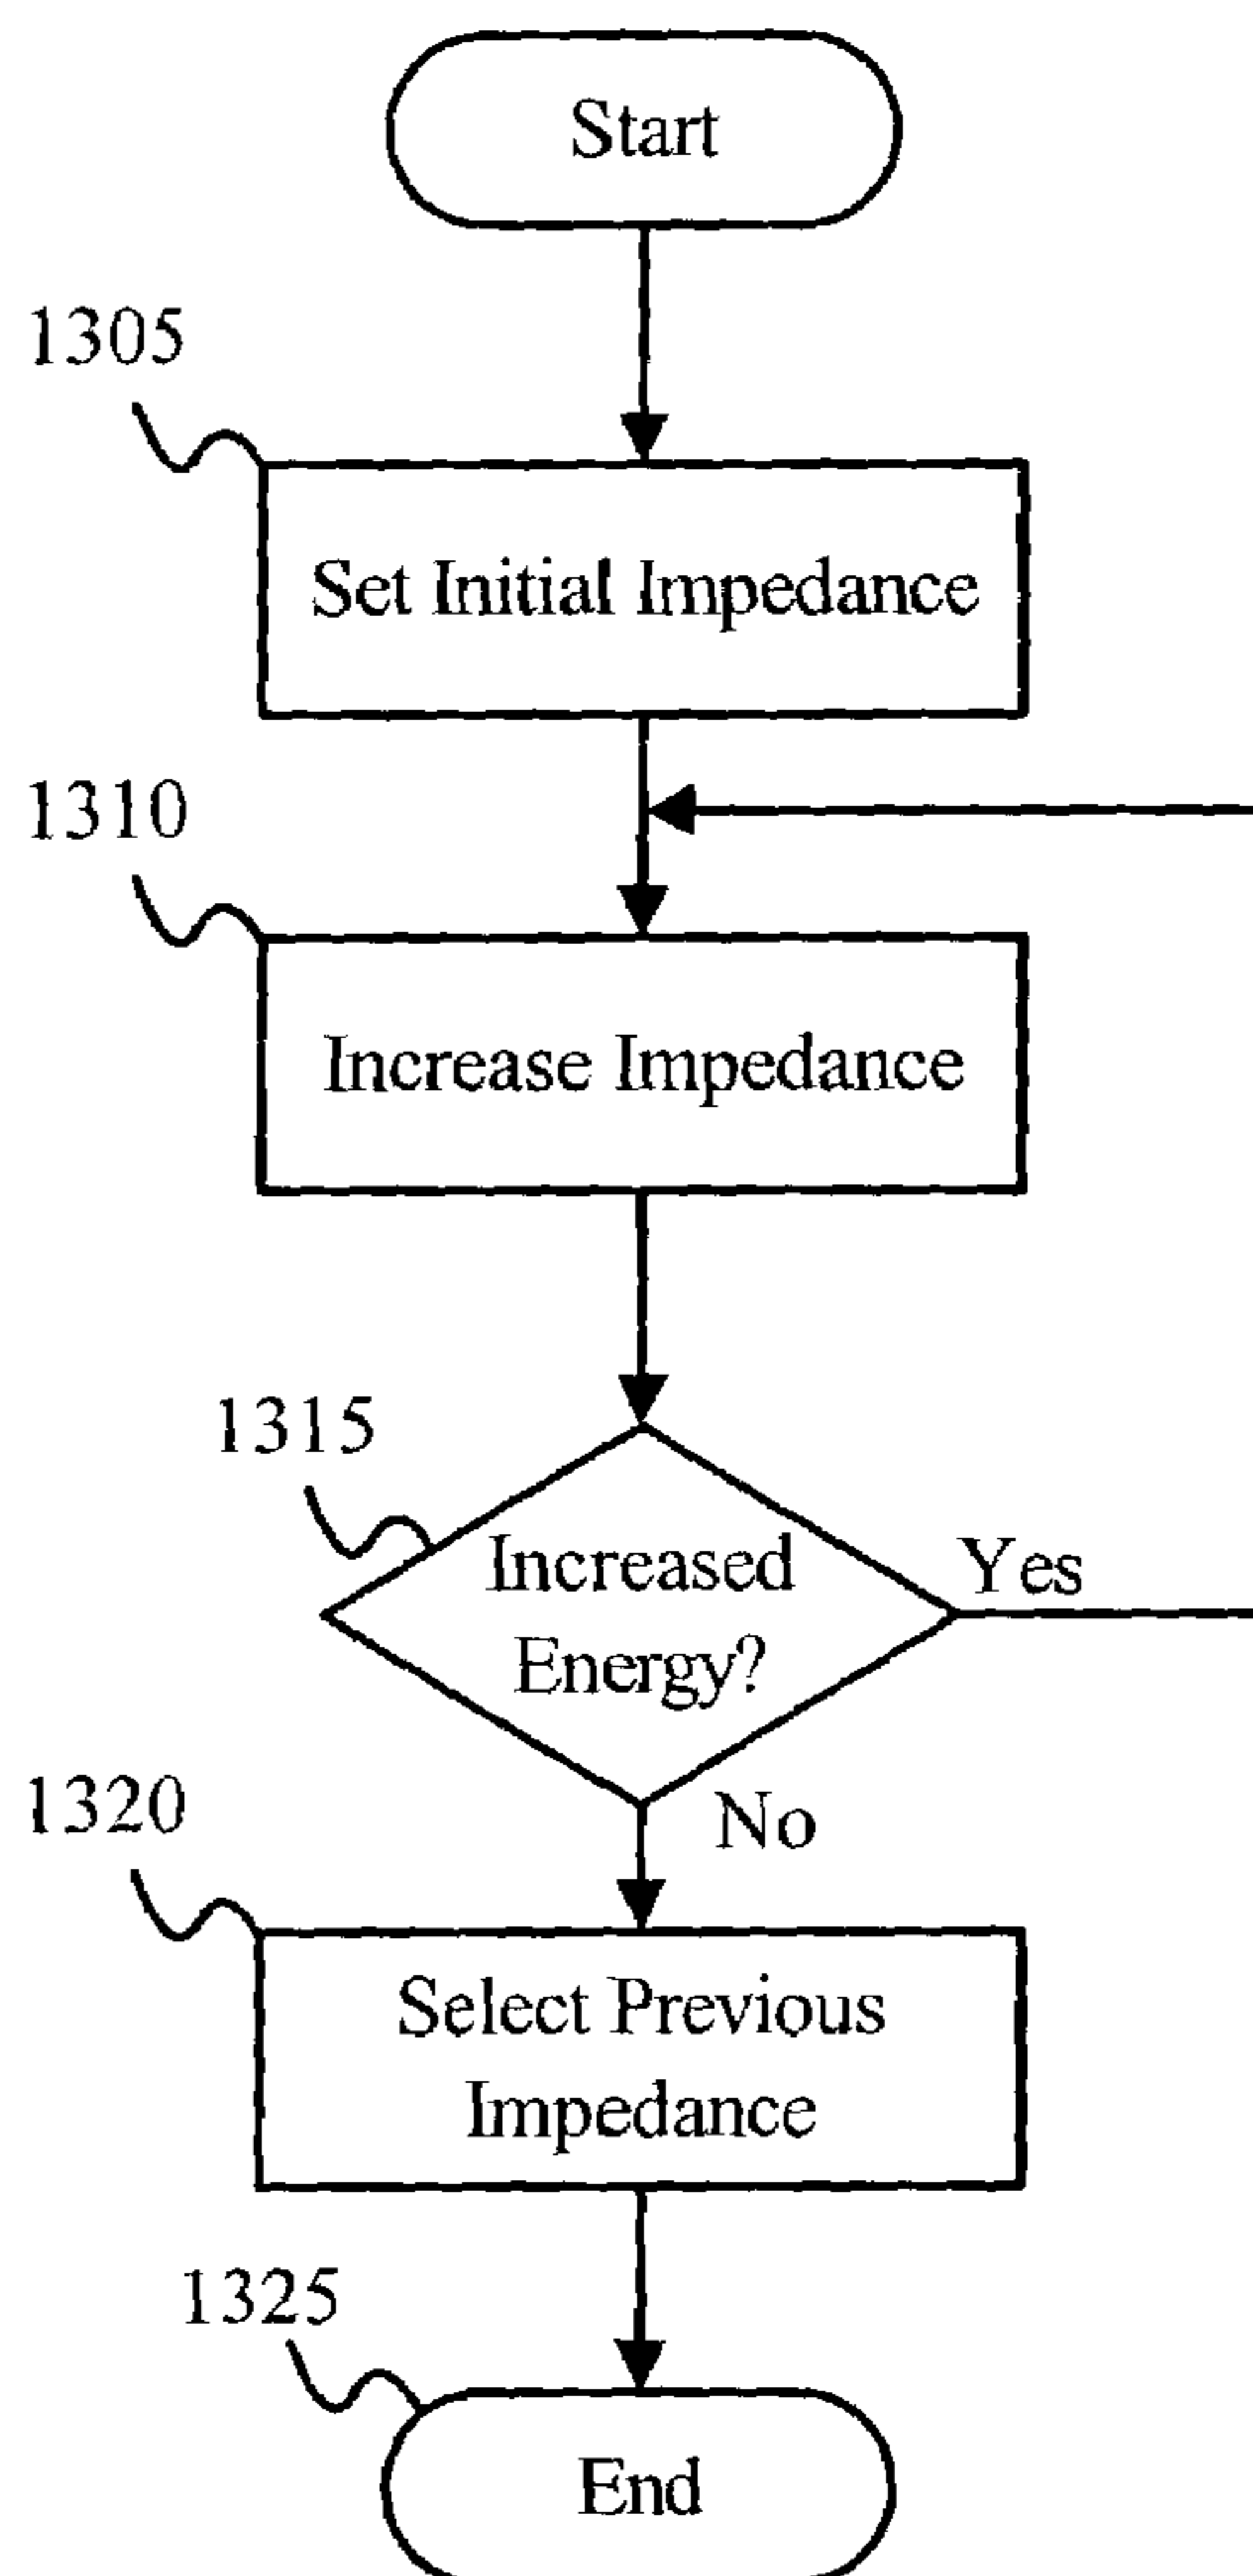 Start
1305
Set Initial Impedance
1310
Increase Impedance
1315
Increased
Energy?
Yes
No
1320
Select Previous
Impedance
1325
End